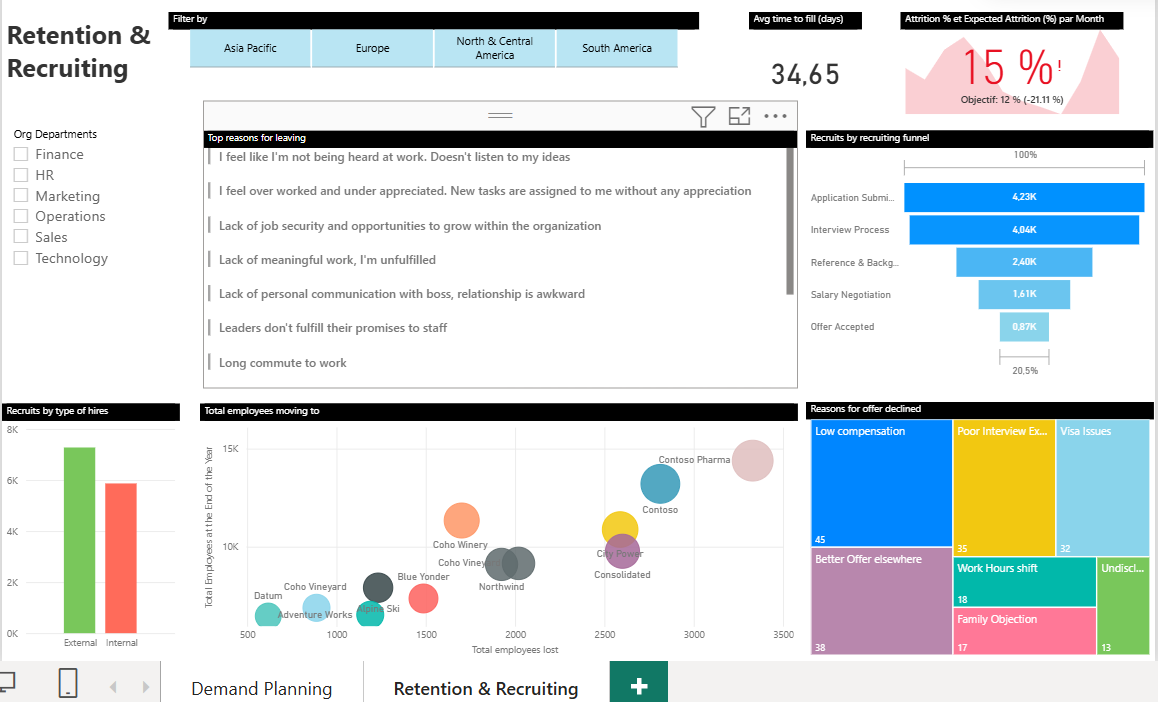 Retention &
Recruiting
Filter by
Asia Pacific
Europe
North & Central
America
South America
Avg time to fill (days)
34,65
Attrition % et Expected Attrition (%) par Month
15 %!
Objectif: 12 % (-21.11 %)
Org Departments
Finance
HR
Marketing
Operations
Sales
Technology
Top reasons for leaving
I feel like I'm not being heard at work. Doesn't listen to my ideas
I feel over worked and under appreciated. New tasks are assigned to me without any appreciation
Lack of job security and opportunities to grow within the organization
Lack of meaningful work, I'm unfulfilled
Lack of personal communication with boss, relationship is awkward
Leaders don't fulfill their promises to staff
Long commute to work
Recruits by recruiting funnel
100%
Application Submi... 4,23K
Interview Process 4,04K
Reference & Backg... 2,40K
Salary Negotiation 1,61K
Offer Accepted 0,87K
20,5%
Recruits by type of hires
8K
6K
4K
2K
0K
External Internal
Total employees moving to
Total Employees at the End of the Year
15K
10K
Contoso Pharma
Contoso
Coho Winery
City Power
Coho Viney
Consolidated
Northwind
Blue Yonder
Coho Vineyard
Alpine Ski
Datum
Adventure Works
500 1000 1500 2000 2500 3000 3500
Total employees lost
Reasons for offer declined
Low compensation
45
Poor Interview Ex...
35
Visa Issues
32
Better Offer elsewhere
38
Work Hours shift
18
Family Objection
17
Undiscl...
13
Demand Planning
Retention & Recruiting
+